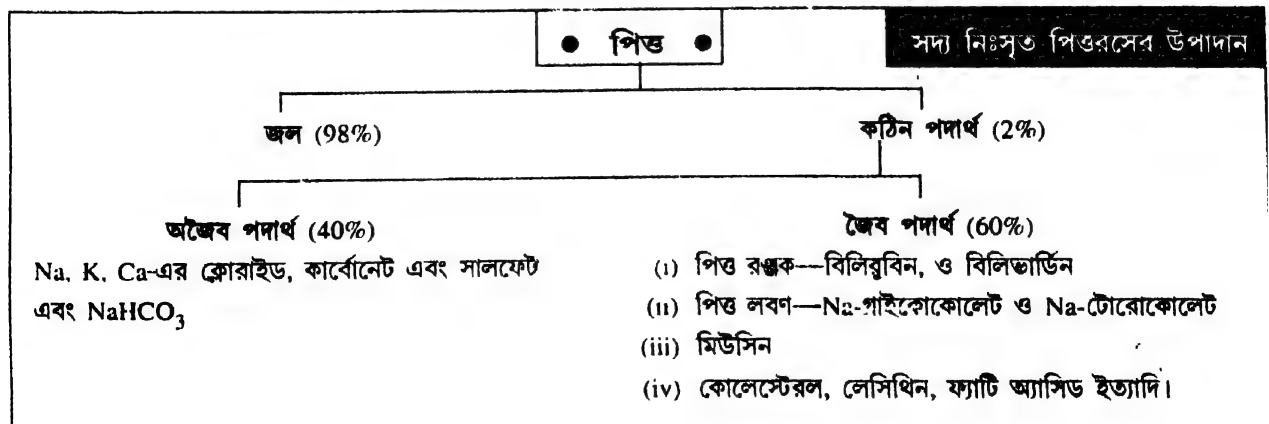 • পিত্ত •
সদ্য নিঃসৃত পিত্তরসের উপাদান
জল (98%)
কঠিন পদার্থ (2%)
অজৈব পদার্থ (40%)
জৈব পদার্থ (60%)
Na, K, Ca-এর ক্লোরাইড, কার্বোনেট এবং সালফেট
এবং NaHCO₃
(i) পিত্ত রঞ্জক—বিলিরুবিন, ও বিলিভার্ডিন
(ii) পিত্ত লবণ—Na-গ্লাইকোকোলেট ও Na-টোরোকোলেট
(iii) মিউসিন
(iv) কোলেস্টেরল, লেসিথিন, ফ্যাটি অ্যাসিড ইত্যাদি।